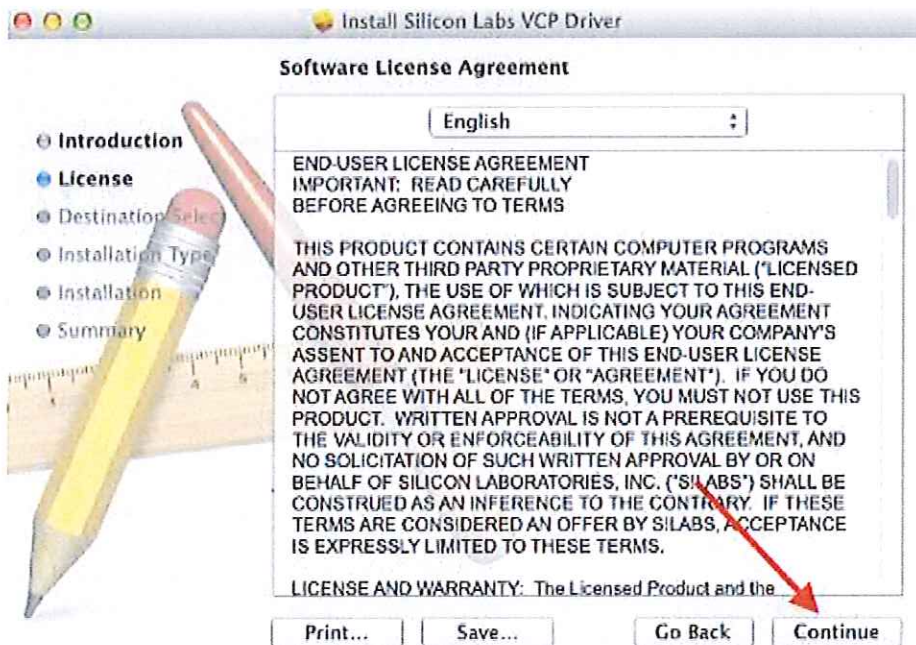 Install Silicon Labs VCP Driver
Software License Agreement
Introduction
License
Destination Select
Installation Type
Installation
Summary
English
END-USER LICENSE AGREEMENT
IMPORTANT: READ CAREFULLY
BEFORE AGREEING TO TERMS
THIS PRODUCT CONTAINS CERTAIN COMPUTER PROGRAMS
AND OTHER THIRD PARTY PROPRIETARY MATERIAL ("LICENSED
PRODUCT"), THE USE OF WHICH IS SUBJECT TO THIS END-
USER LICENSE AGREEMENT. INDICATING YOUR AGREEMENT
CONSTITUTES YOUR AND (IF APPLICABLE) YOUR COMPANY'S
ASSENT TO AND ACCEPTANCE OF THIS END-USER LICENSE
AGREEMENT (THE "LICENSE" OR "AGREEMENT"). IF YOU DO
NOT AGREE WITH ALL OF THE TERMS, YOU MUST NOT USE THIS
PRODUCT. WRITTEN APPROVAL IS NOT A PREREQUISITE TO
THE VALIDITY OR ENFORCEABILITY OF THIS AGREEMENT, AND
NO SOLICITATION OF SUCH WRITTEN APPROVAL BY OR ON
BEHALF OF SILICON LABORATORIES, INC. ("SILABS") SHALL BE
CONSTRUED AS AN INFERENCE TO THE CONTRARY. IF THESE
TERMS ARE CONSIDERED AN OFFER BY SILABS, ACCEPTANCE
IS EXPRESSLY LIMITED TO THESE TERMS.
LICENSE AND WARRANTY: The Licensed Product and the
Print...
Save...
Go Back
Continue